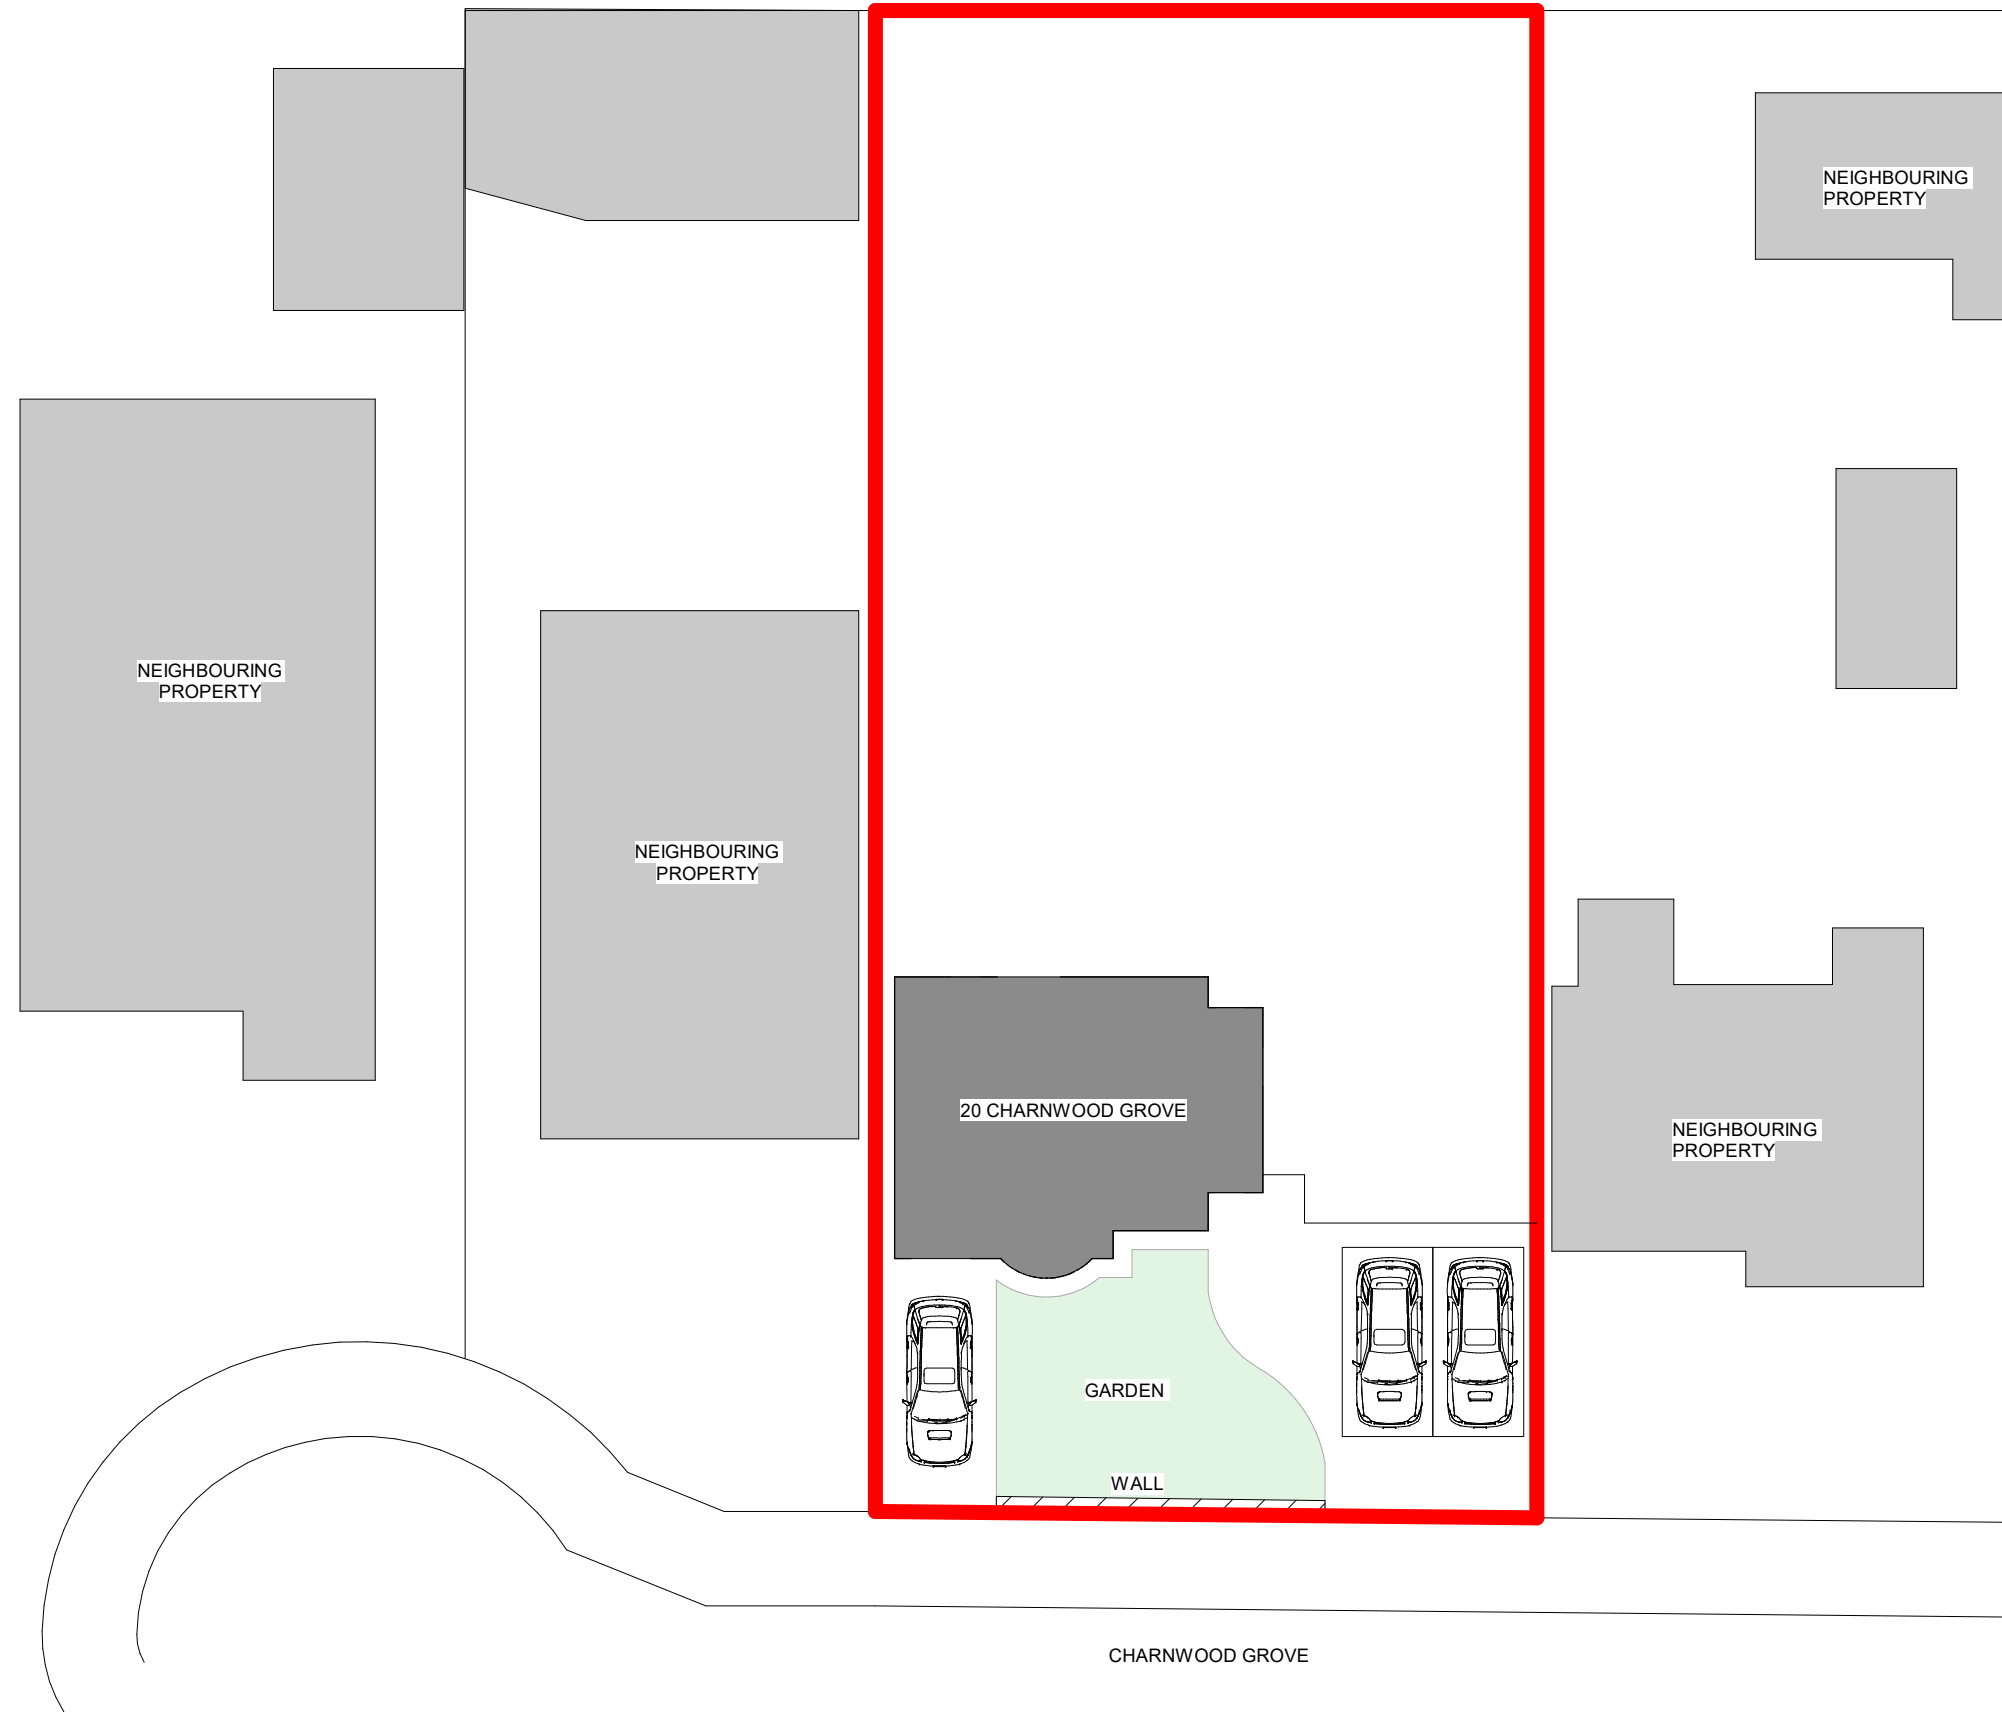 NEIGHBOURING
PROPERTY
NEIGHBOURING
PROPERTY
NEIGHBOURING
PROPERTY
20 CHARNWOOD GROVE
NEIGHBOURING
PROPERTY
GARDEN
WALL
CHARNWOOD GROVE